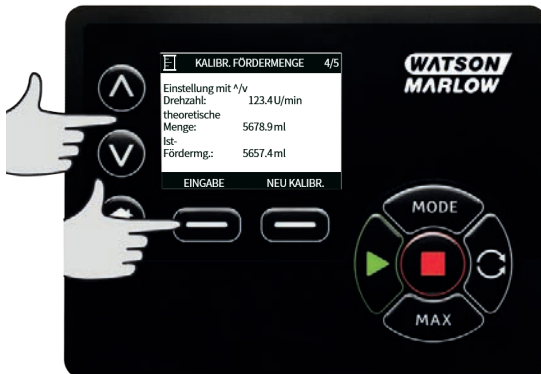 KALIBR. FÖRDERMENGE 4/5
WATSON
MARLOW
Einstellung mit ^/v
Drehzahl: 123.4 U/min
theoretische
Menge: 5678.9 ml
Ist-
Fördermg.: 5657.4 ml
EINGABE NEU KALIBR.
MODE
MAX